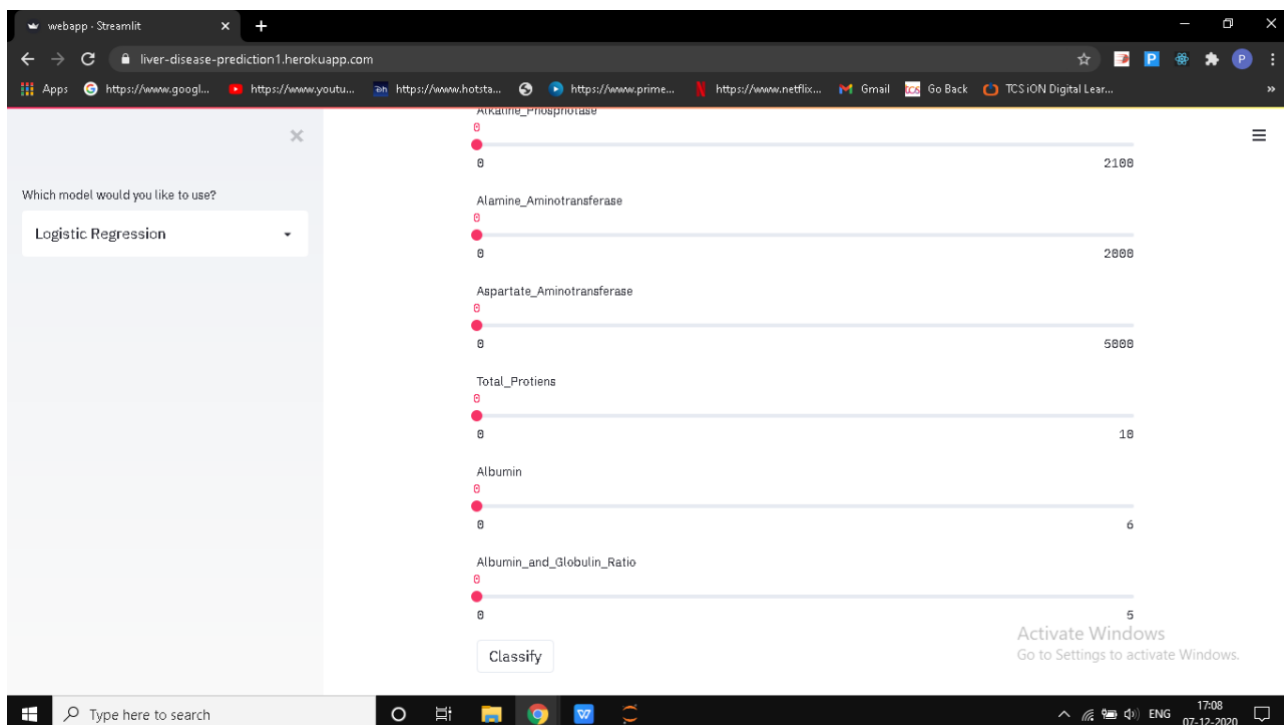 webapp · Streamlit
liver-disease-prediction1.herokuapp.com
Apps https://www.googl... https://www.youtu... https://www.hotsta... https://www.prime... https://www.netflix... Gmail Go Back TCS iON Digital Lear... »
Alkaline_Phosphotase
0
0 2100
Which model would you like to use?
Logistic Regression
Alamine_Aminotransferase
0
0 2000
Aspartate_Aminotransferase
0
0 5000
Total_Protiens
0
0 10
Albumin
0
0 6
Albumin_and_Globulin_Ratio
0
0 5
Classify
Activate Windows
Go to Settings to activate Windows.
Type here to search
ENG
17:08
07-12-2020